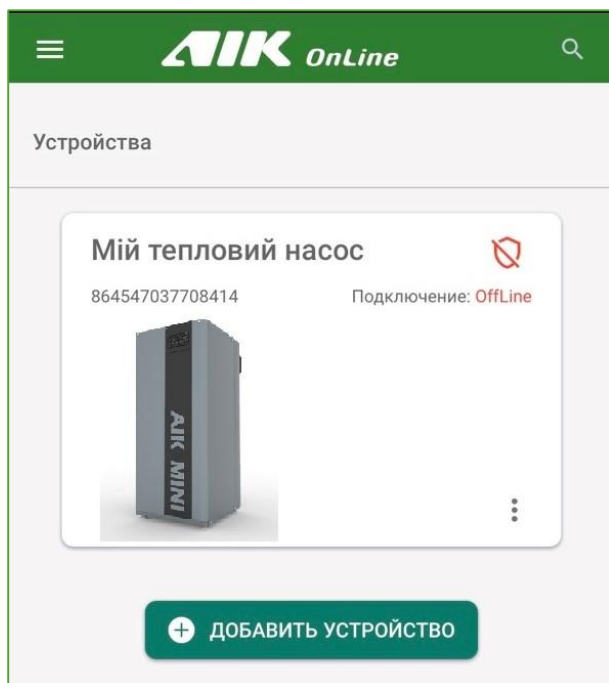 AIK OnLine
Устройства
Мій тепловий насос
864547037708414
Подключение: OffLine
AIK MINI
ДОБАВИТЬ УСТРОЙСТВО